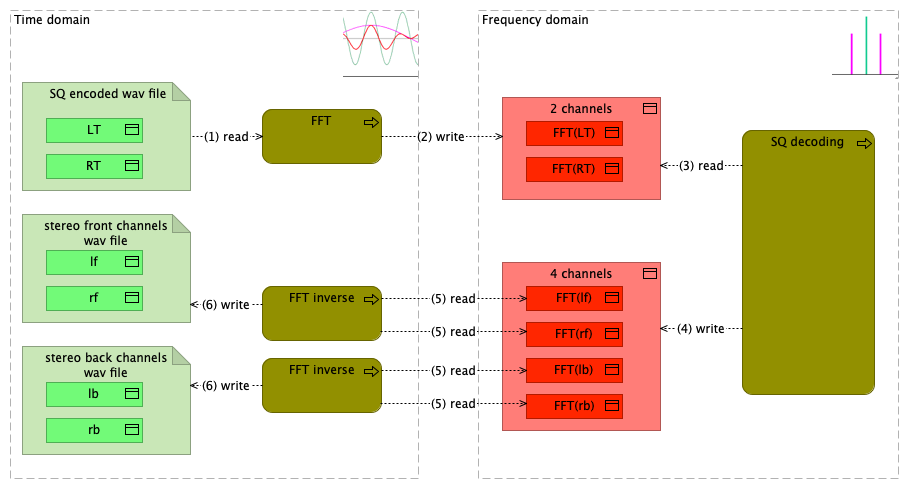 Time domain
Frequency domain
SQ encoded wav file
LT
RT
(1) read
FFT
(2) write
2 channels
FFT(LT)
FFT(RT)
(3) read
SQ decoding
stereo front channels
wav file
lf
rf
(6) write
FFT inverse
(5) read
(5) read
4 channels
FFT(lf)
FFT(rf)
FFT(lb)
FFT(rb)
(4) write
stereo back channels
wav file
lb
rb
(6) write
FFT inverse
(5) read
(5) read